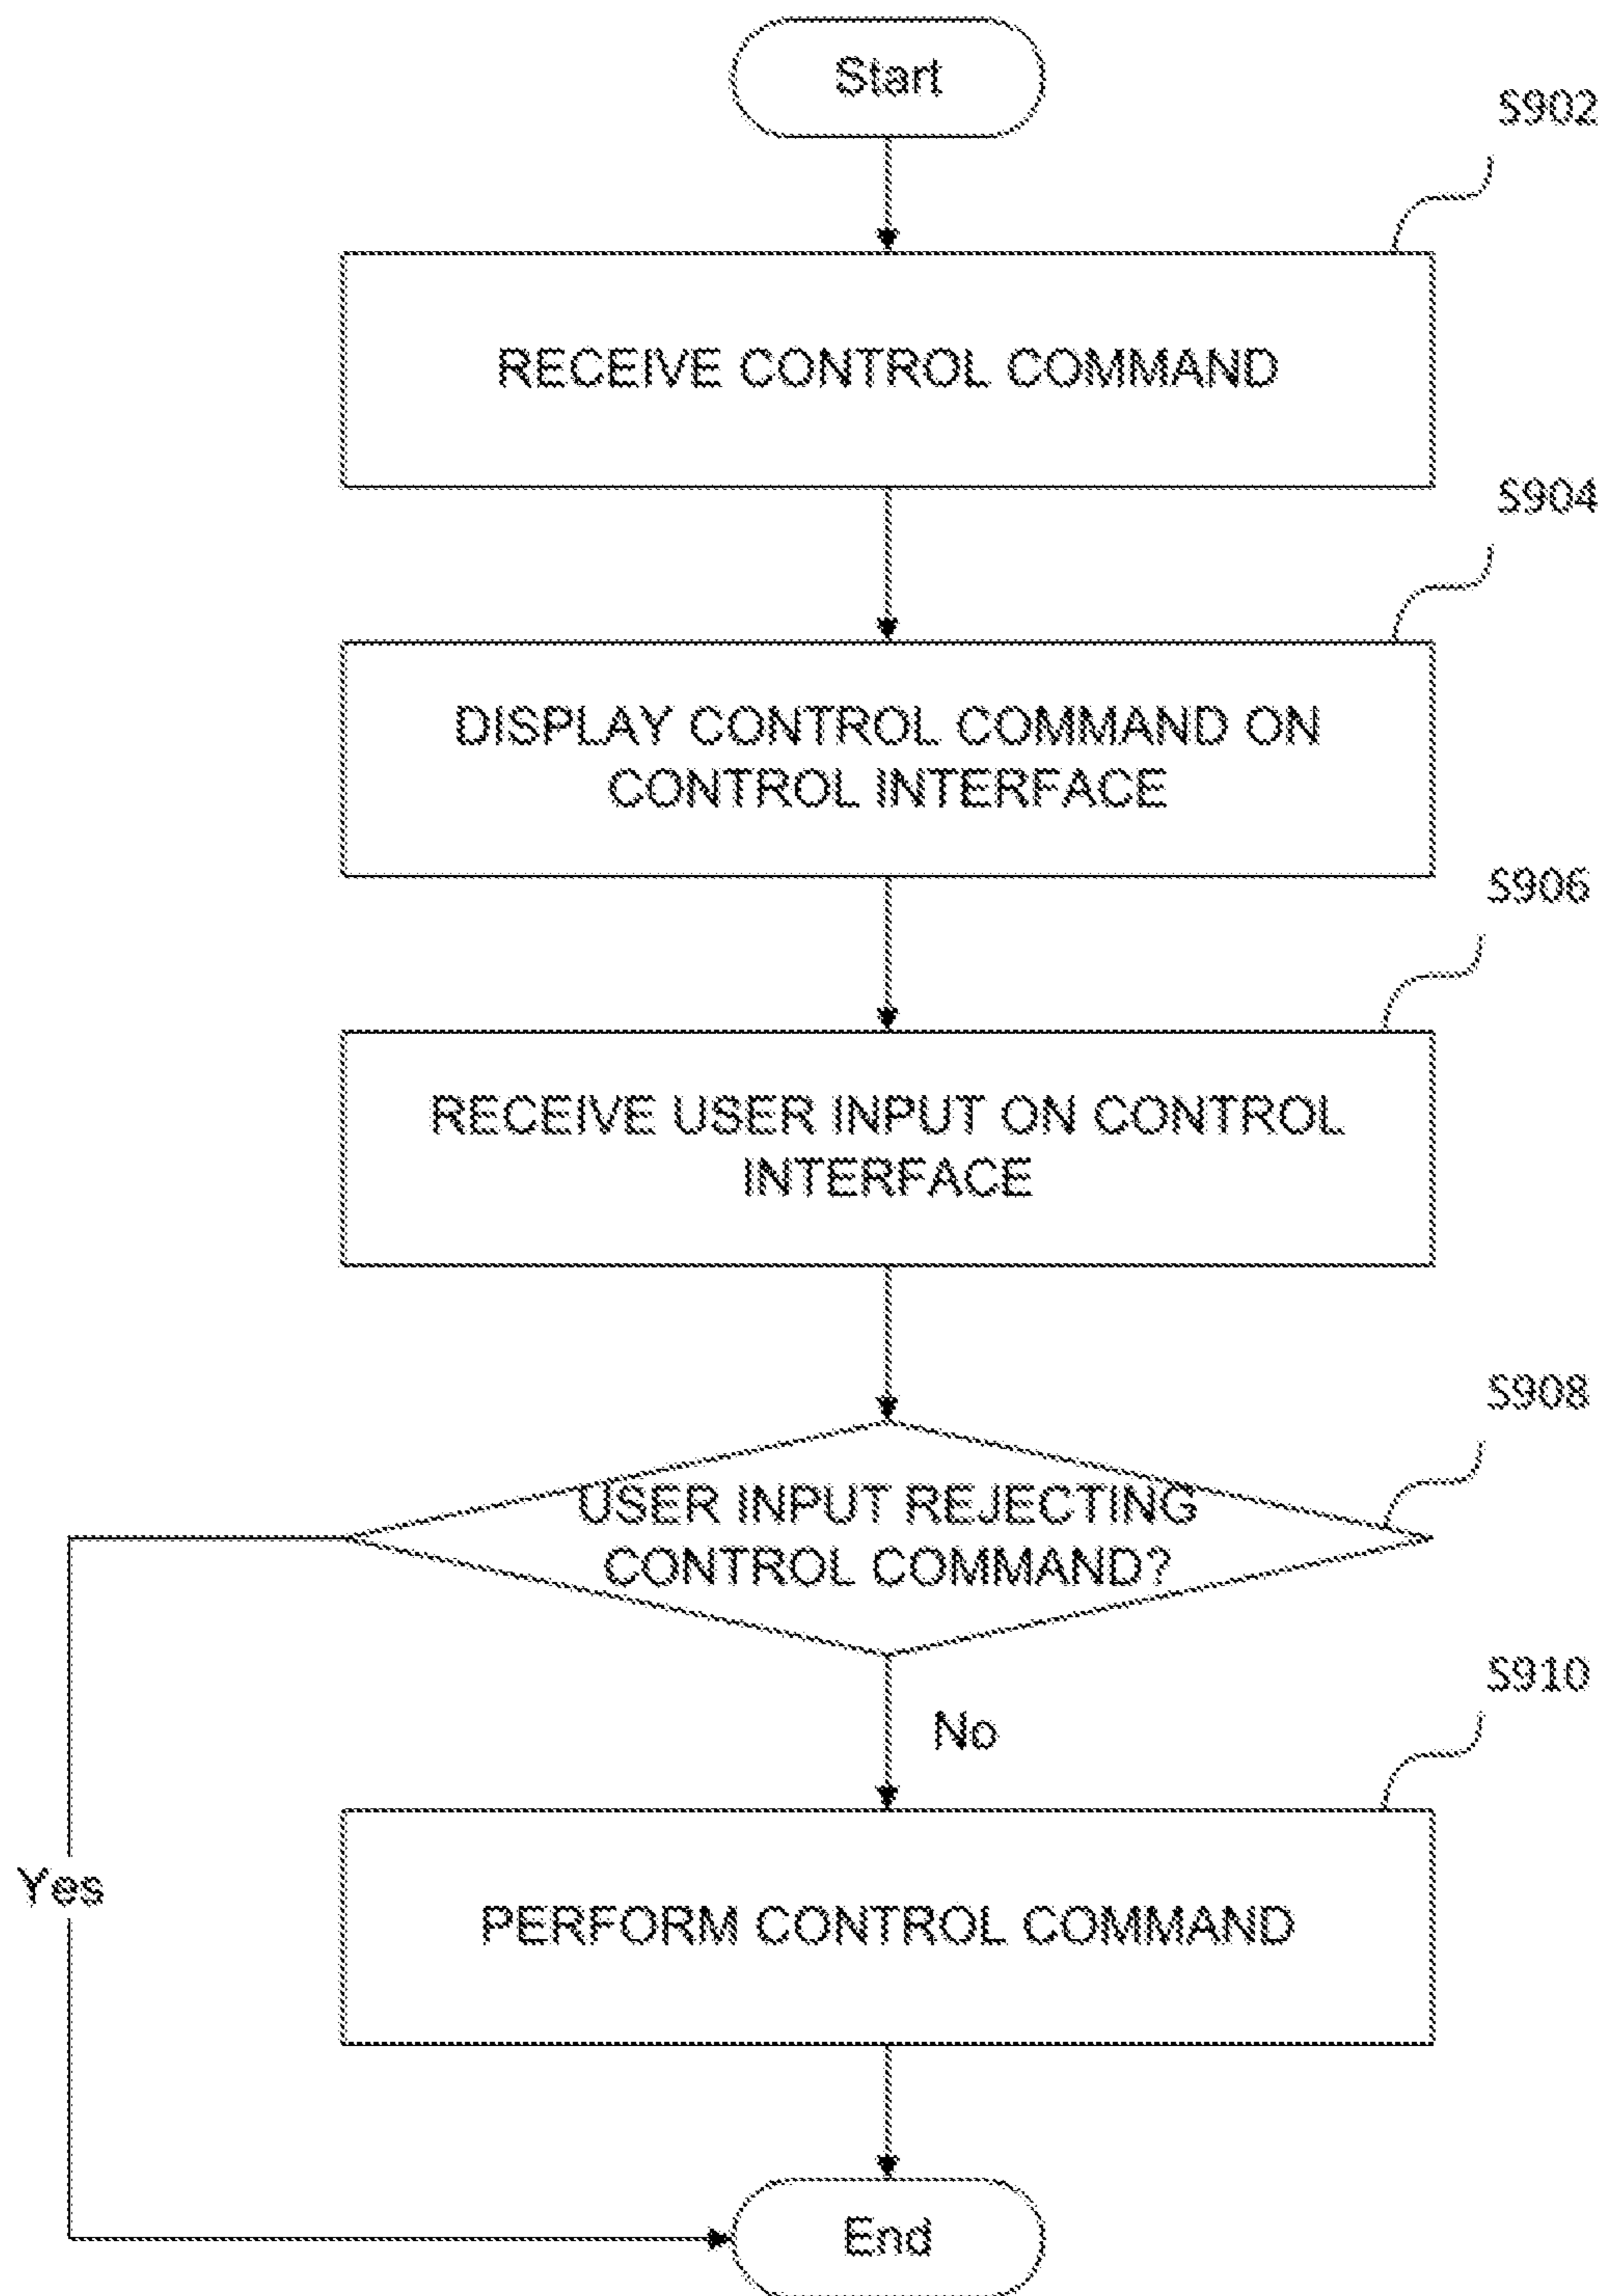 Start
S902
RECEIVE CONTROL COMMAND
S904
DISPLAY CONTROL COMMAND ON
CONTROL INTERFACE
S906
RECEIVE USER INPUT ON CONTROL
INTERFACE
S908
USER INPUT REJECTING
CONTROL COMMAND?
S910
No
Yes
PERFORM CONTROL COMMAND
End